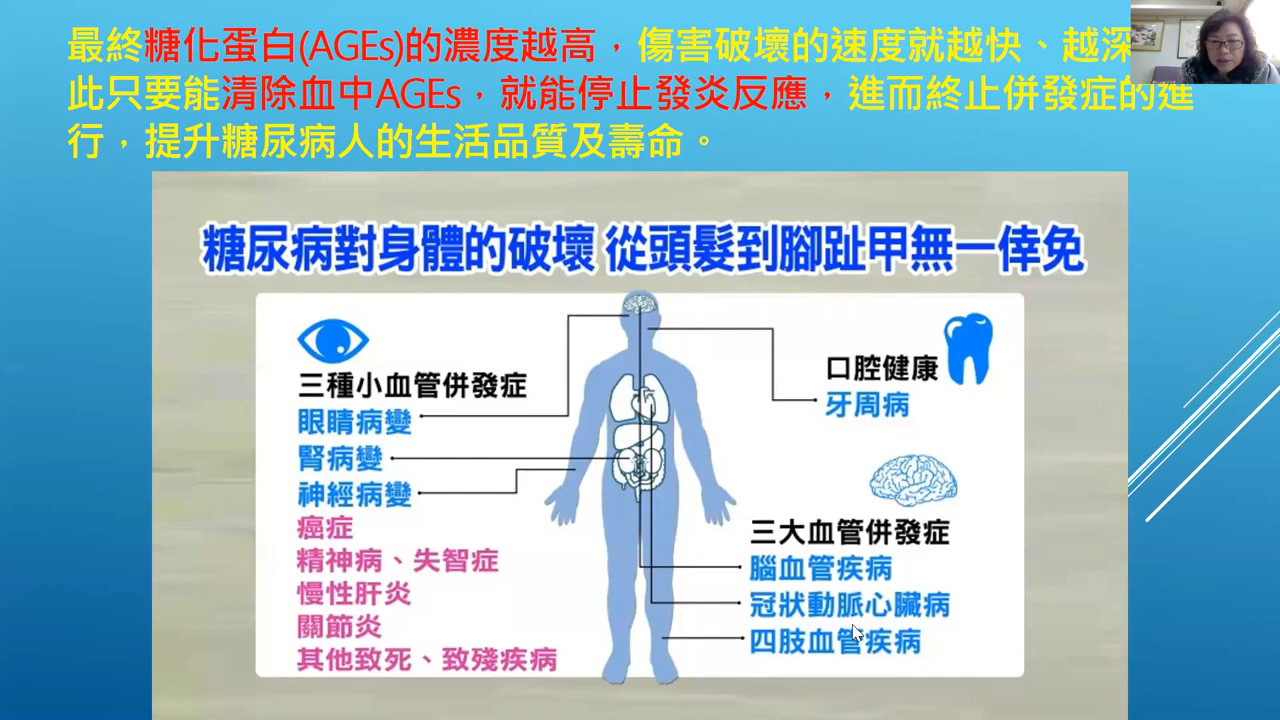 最終糖化蛋白(AGEs)的濃度越高，傷害破壞的速度就越快、越深
此只要能清除血中AGEs，就能停止發炎反應，進而終止併發症的進
行，提升糖尿病人的生活品質及壽命。
糖尿病對身體的破壞 從頭髮到腳趾甲無一倖免
三種小血管併發症
眼睛病變
腎病變
神經病變
癌症
精神病、失智症
慢性肝炎
關節炎
其他致死、致殘疾病
口腔健康
牙周病
三大血管併發症
腦血管疾病
冠狀動脈心臟病
四肢血管疾病